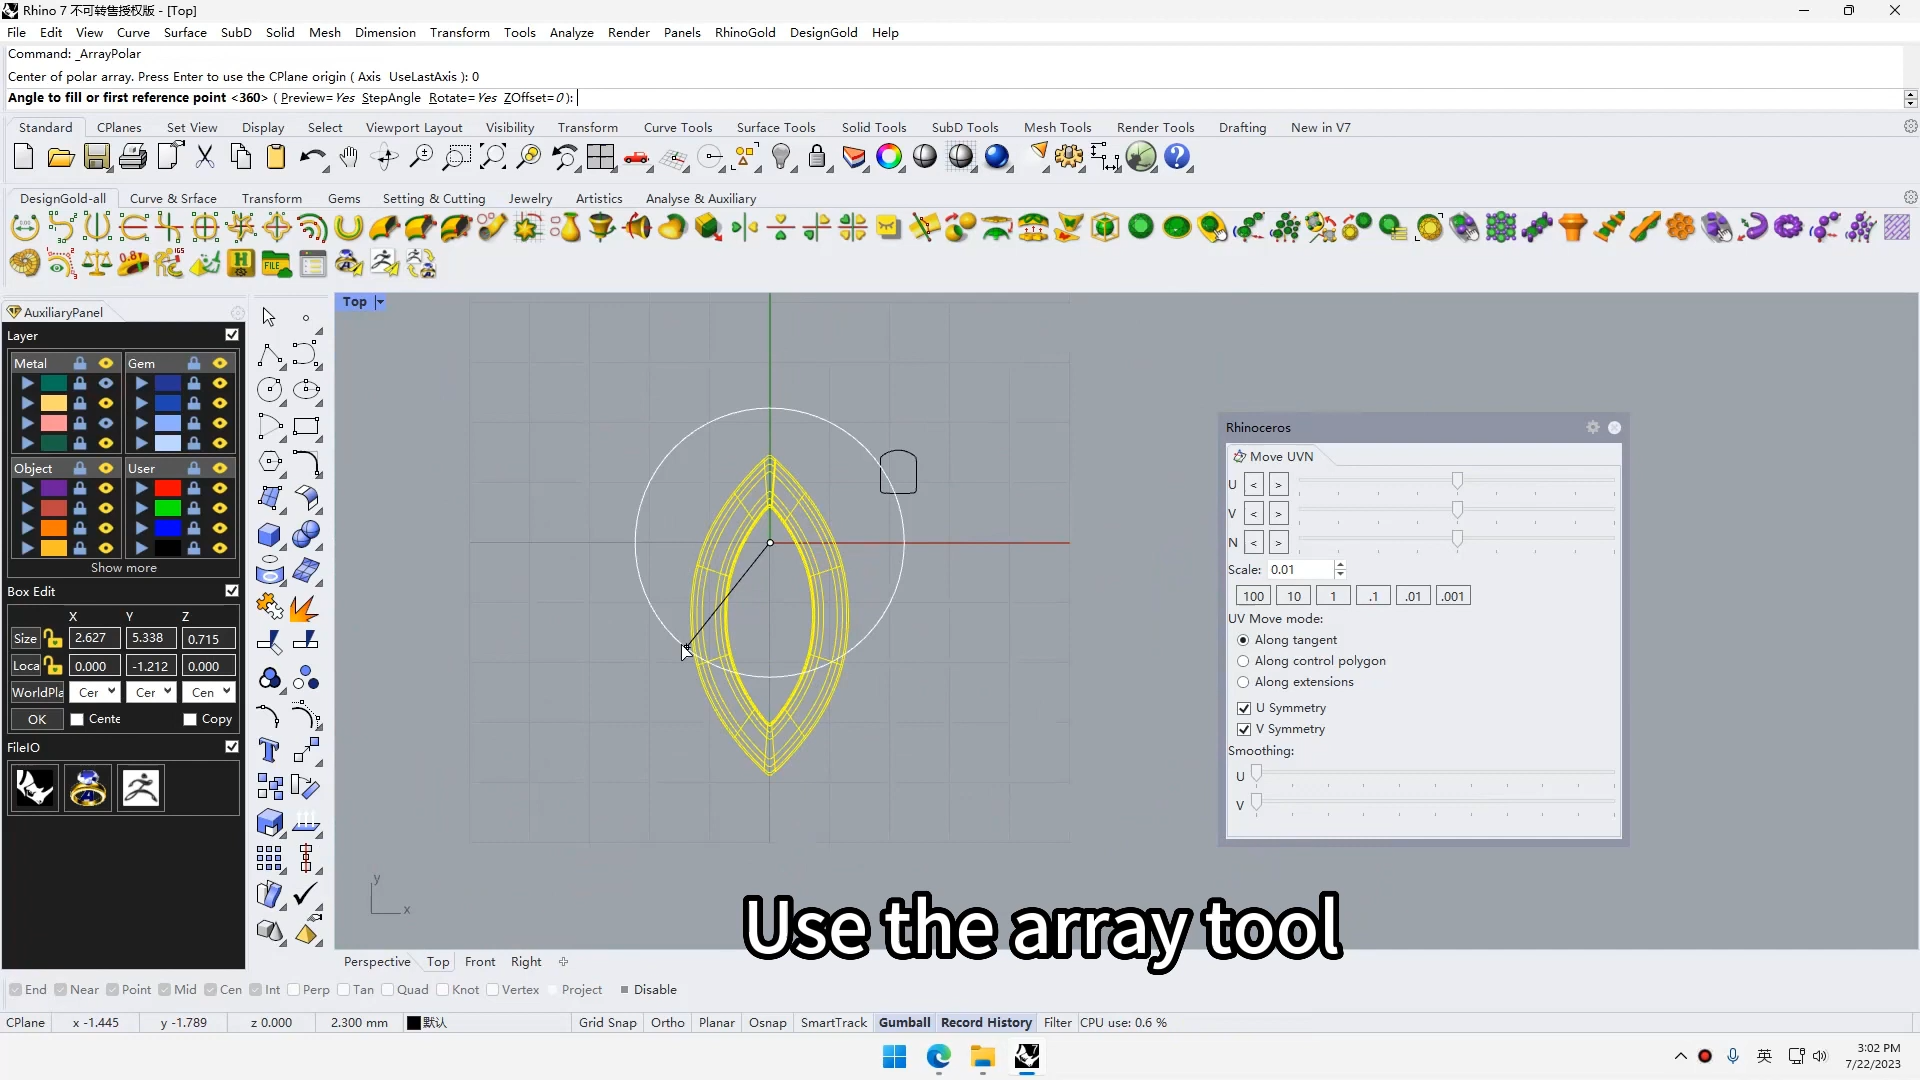 Rhino 7 不可转售授权版 - [Top]
File Edit View Curve Surface SubD Solid Mesh Dimension Transform Tools Analyze Render Panels RhinoGold DesignGold Help
Command: _ArrayPolar
Center of polar array. Press Enter to use the CPlane origin ( Axis UseLastAxis ): 0
Angle to fill or first reference point <360> ( Preview=Yes StepAngle Rotate=Yes ZOffset=0 ):
Standard CPlanes Set View Display Select Viewport Layout Visibility Transform Curve Tools Surface Tools Solid Tools SubD Tools Mesh Tools Render Tools Drafting New in V7
DesignGold-all Curve & Srface Transform Gems Setting & Cutting Jewelry Artistics Analyse & Auxiliary
AuxiliaryPanel
Layer
Metal Gem
Object User
Show more
Box Edit
X Y Z
Size 2.627 5.338 0.715
Loca 0.000 -1.212 0.000
WorldPla Cer Cer Cen
OK Cente Copy
FileIO
Top
y
x
Rhinoceros
Move UVN
U < >
V < >
N < >
Scale: 0.01
100 10 1 .1 .01 .001
UV Move mode:
Along tangent
Along control polygon
Along extensions
U Symmetry
V Symmetry
Smoothing:
U
V
Use the array tool
Perspective Top Front Right
End Near Point Mid Cen Int Perp Tan Quad Knot Vertex Project Disable
CPlane x -1.445 y -1.789 z 0.000 2.300 mm 默认 Grid Snap Ortho Planar Osnap SmartTrack Gumball Record History Filter CPU use: 0.6 %
英
3:02 PM
7/22/2023